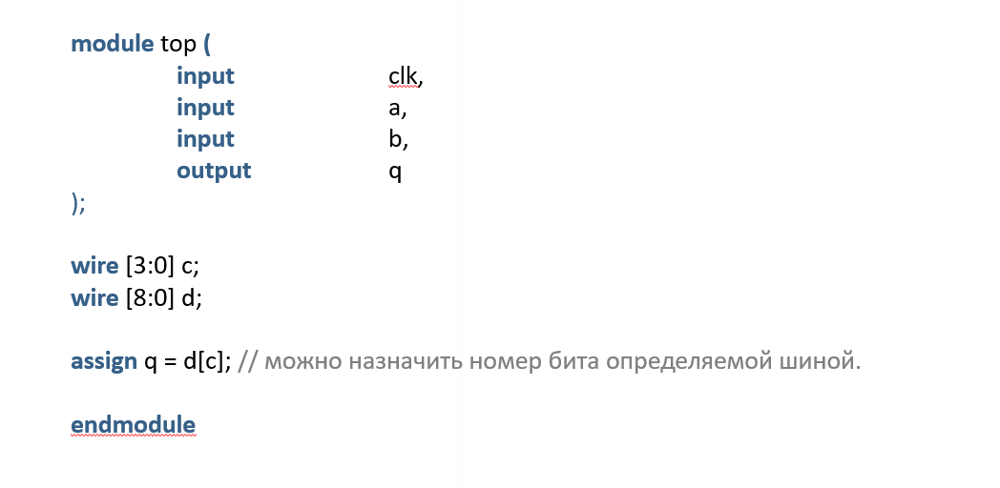 module top (
input clk,
input a,
input b,
output q
);
wire [3:0] c;
wire [8:0] d;
assign q = d[c]; // можно назначить номер бита определяемой шиной.
endmodule